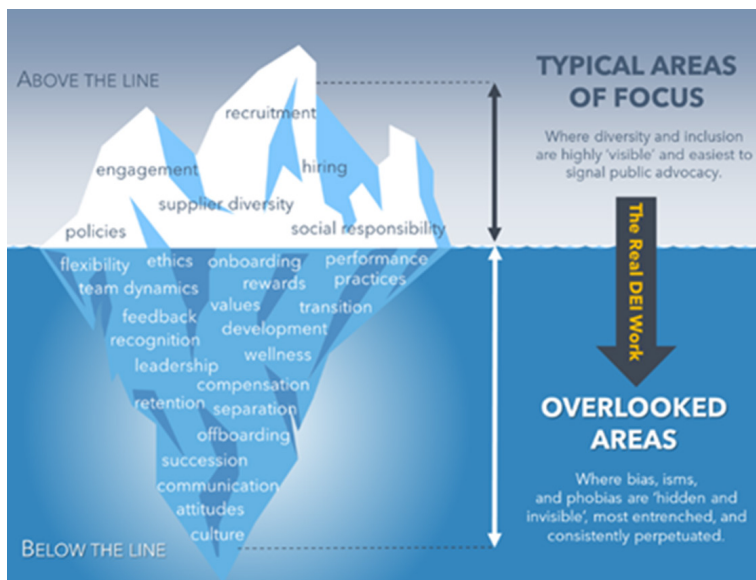 ABOVE THE LINE
recruitment
engagement
hiring
supplier diversity
policies
social responsibility
TYPICAL AREAS
OF FOCUS
Where diversity and inclusion
are highly 'visible' and easiest to
signal public advocacy.
The Real DEI Work
flexibility
ethics
onboarding
performance
practices
team dynamics
rewards
values
transition
feedback
development
recognition
wellness
leadership
compensation
retention
separation
offboarding
succession
communication
attitudes
culture
OVERLOOKED
AREAS
Where bias, isms,
and phobias are 'hidden and
invisible', most entrenched, and
consistently perpetuated.
BELOW THE LINE